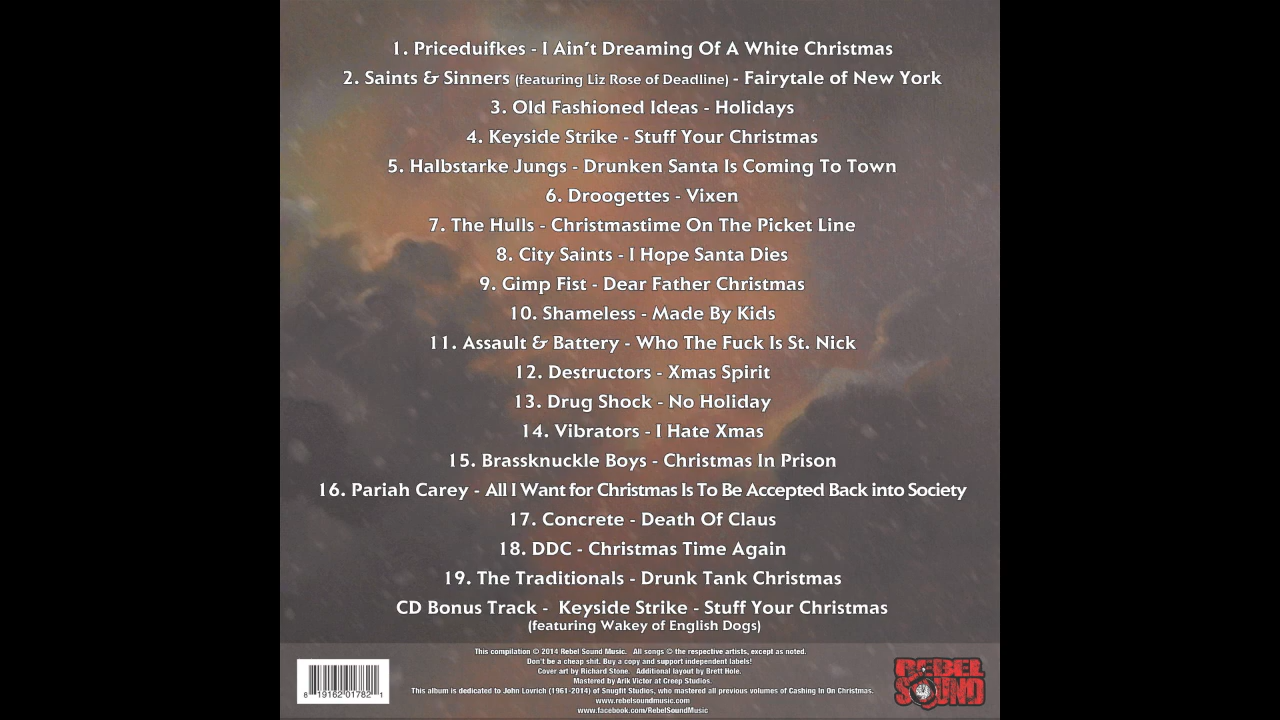 1. Priceduifkes - I Ain't Dreaming Of A White Christmas
2. Saints & Sinners (featuring Liz Rose of Deadline) - Fairytale of New York
3. Old Fashioned Ideas - Holidays
4. Keyside Strike - Stuff Your Christmas
5. Halbstarke Jungs - Drunken Santa Is Coming To Town
6. Droogettes - Vixen
7. The Hulls - Christmastime On The Picket Line
8. City Saints - I Hope Santa Dies
9. Gimp Fist - Dear Father Christmas
10. Shameless - Made By Kids
11. Assault & Battery - Who The Fuck Is St. Nick
12. Destructors - Xmas Spirit
13. Drug Shock - No Holiday
14. Vibrators - I Hate Xmas
15. Brassknuckle Boys - Christmas In Prison
16. Pariah Carey - All I Want for Christmas Is To Be Accepted Back into Society
17. Concrete - Death Of Claus
18. DDC - Christmas Time Again
19. The Traditionals - Drunk Tank Christmas
CD Bonus Track - Keyside Strike - Stuff Your Christmas
(featuring Wakey of English Dogs)
This compilation © 2014 Rebel Sound Music. All songs © the respective artists, except as noted.
Don't be a cheap shit. Buy a copy and support independent labels!
Cover art by Richard Stone. Additional layout by Brett Hole.
Mastered by Arik Victor at Creep Studios.
This album is dedicated to John Lovrich (1961-2014) of Snugfit Studios, who mastered all previous volumes of Cashing In On Christmas.
www.rebelsoundmusic.com
www.facebook.com/RebelSoundMusic
8 19162 01782 1
REBEL
SOUND